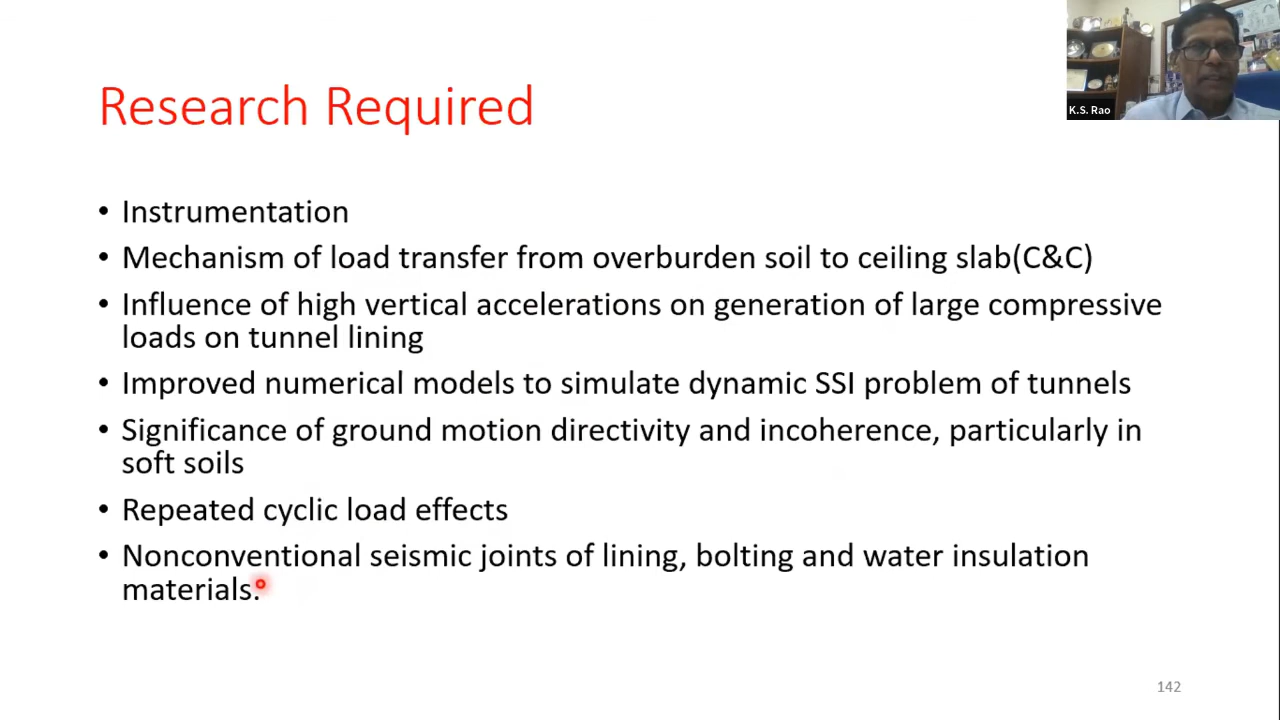 K.S. Rao
Research Required
• Instrumentation
• Mechanism of load transfer from overburden soil to ceiling slab(C&C)
• Influence of high vertical accelerations on generation of large compressive
loads on tunnel lining
• Improved numerical models to simulate dynamic SSI problem of tunnels
• Significance of ground motion directivity and incoherence, particularly in
soft soils
• Repeated cyclic load effects
• Nonconventional seismic joints of lining, bolting and water insulation
materials.
142